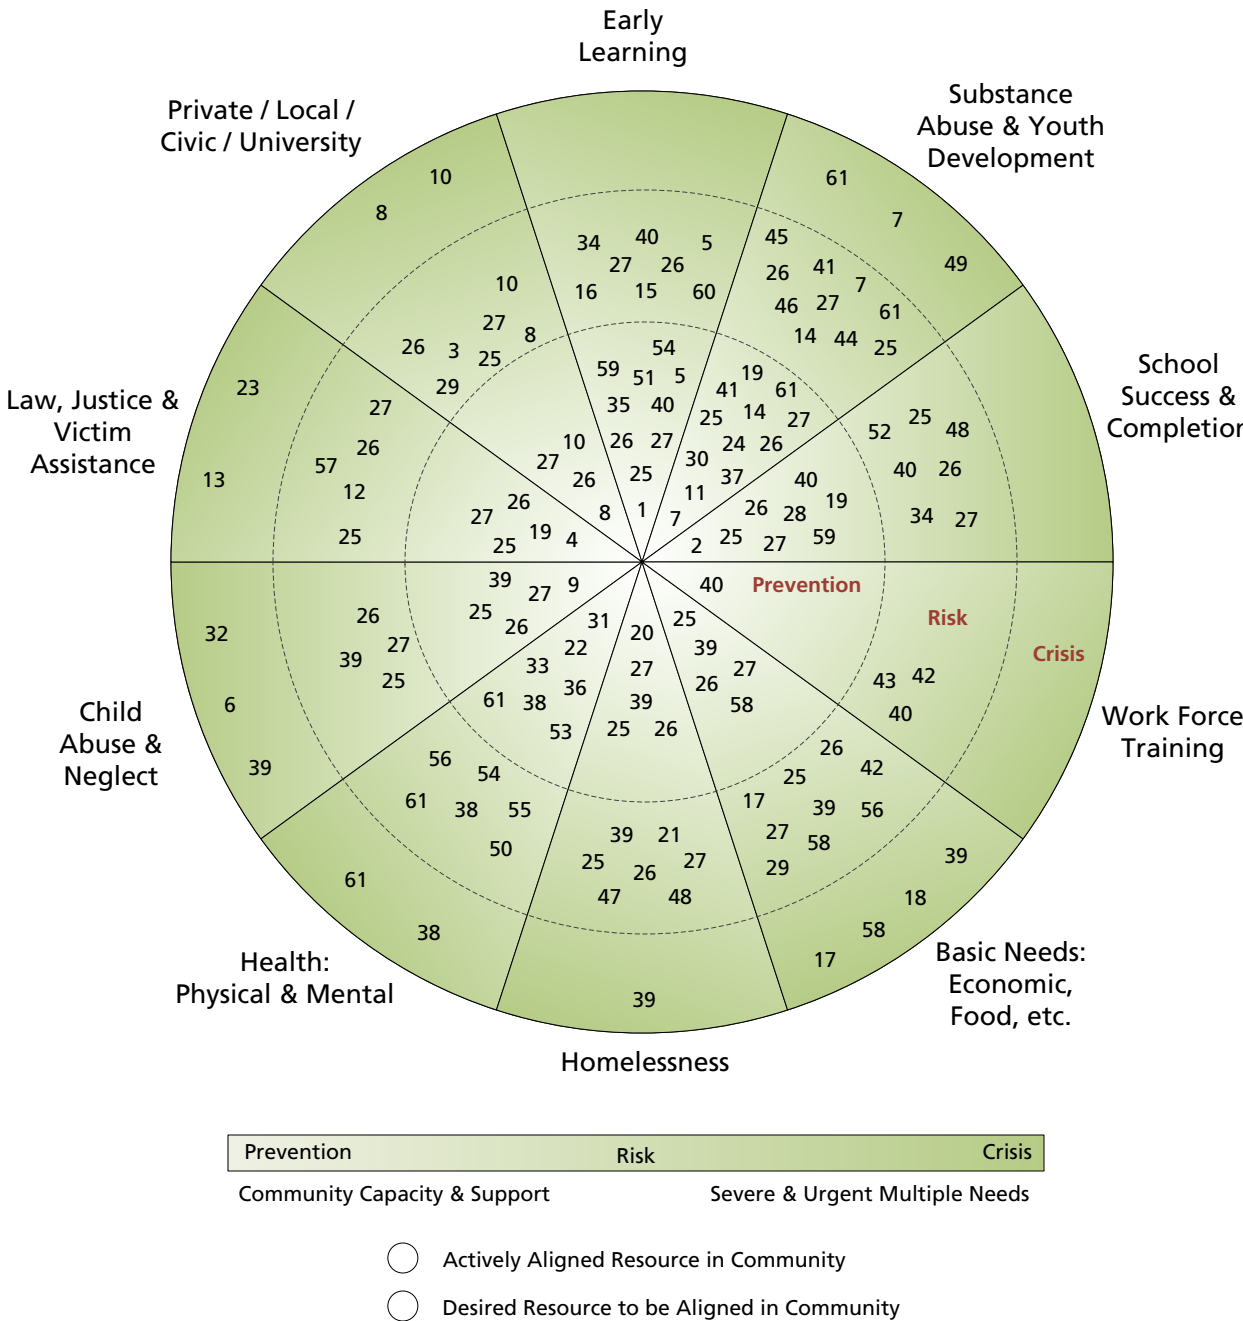 Early
Learning
Substance
Abuse & Youth
Development
Private / Local /
Civic / University
10
61
8
7
49
34 40 5
27 26
16 15 60
45
26 41 7
46 27 61
14 44 25
10
27 8
26 3 25
29
School
Success &
Completion
Law, Justice &
Victim
Assistance
23
13
27
26
57
12
25
54
59 51 5
35 40
26 27
25
1
19
41 61
25 14 27
24 26
30 37
11
7
52 25 48
40 26
34 27
10
27
26
8
26
27 19 4
25
40
26 28 19
2 25 27 59
39 27 9
25 26
40 Prevention
Risk
Crisis
32
6
39
26
27
39
25
31
22
33 36
61 38
53
20
27
39
25 26
25
39
27
26
58
43 42
40
Child
Abuse &
Neglect
Work Force
Training
56 54
61 38 55
50
39 21
25 26 27
47 48
26
25 42
17 39 56
27 58
29
61
38
39
39
18
58
17
Health:
Physical & Mental
Basic Needs:
Economic,
Food, etc.
Homelessness
Prevention Risk Crisis
Community Capacity & Support Severe & Urgent Multiple Needs
Actively Aligned Resource in Community
Desired Resource to be Aligned in Community